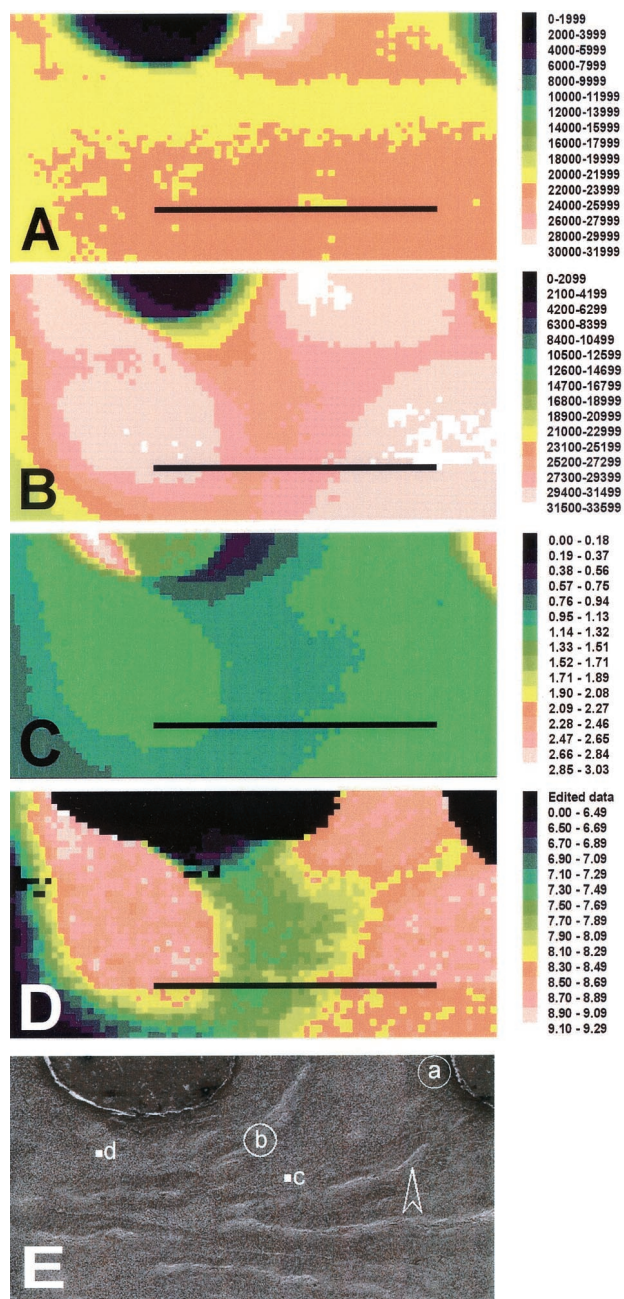 0-1999
2000-3999
4000-5999
6000-7999
8000-9999
10000-11999
12000-13999
14000-15999
16000-17999
18000-19999
20000-21999
22000-23999
24000-25999
26000-27999
28000-29999
30000-31999
A
0-2099
2100-4199
4200-6299
6300-8399
8400-10499
10500-12599
12600-14699
14700-16799
16800-18999
18900-20999
21000-22999
23100-25199
25200-27299
27300-29399
29400-31499
31500-33599
B
0.00 - 0.18
0.19 - 0.37
0.38 - 0.56
0.57 - 0.75
0.76 - 0.94
0.95 - 1.13
1.14 - 1.32
1.33 - 1.51
1.52 - 1.71
1.71 - 1.89
1.90 - 2.08
2.09 - 2.27
2.28 - 2.46
2.47 - 2.65
2.66 - 2.84
2.85 - 3.03
C
Edited data
0.00 - 6.49
6.50 - 6.69
6.70 - 6.89
6.90 - 7.09
7.10 - 7.29
7.30 - 7.49
7.50 - 7.69
7.70 - 7.89
7.90 - 8.09
8.10 - 8.29
8.30 - 8.49
8.50 - 8.69
8.70 - 8.89
8.90 - 9.09
9.10 - 9.29
D
a
b
d
c
E